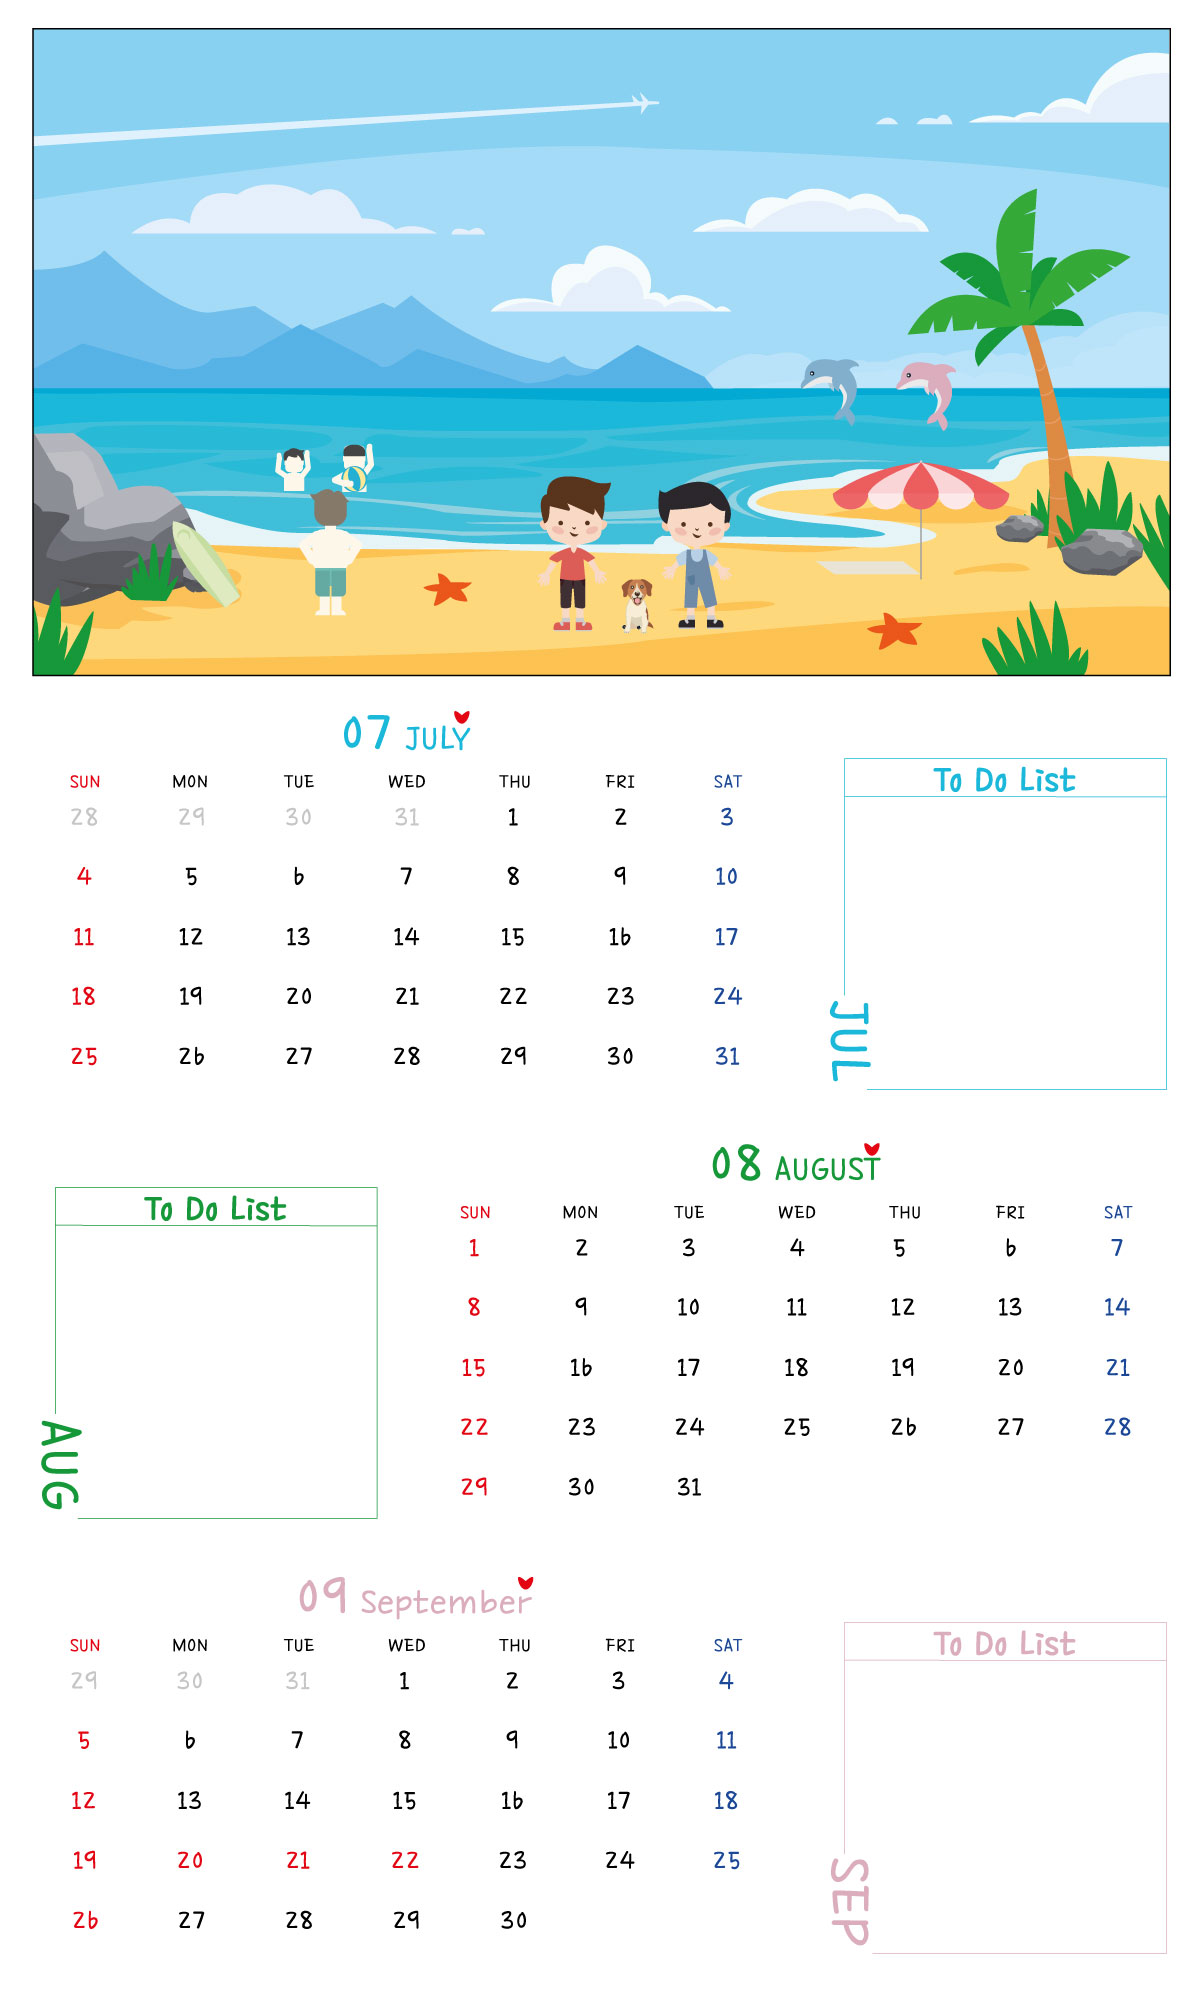 07 JULY
SUN MON TUE WED THU FRI SAT
28 29 30 31 1 2 3
4 5 6 7 8 9 10
11 12 13 14 15 16 17
18 19 20 21 22 23 24
25 26 27 28 29 30 31
To Do List
JUL
08 AUGUST
SUN MON TUE WED THU FRI SAT
1 2 3 4 5 6 7
8 9 10 11 12 13 14
15 16 17 18 19 20 21
22 23 24 25 26 27 28
29 30 31
To Do List
AUG
09 September
SUN MON TUE WED THU FRI SAT
29 30 31 1 2 3 4
5 6 7 8 9 10 11
12 13 14 15 16 17 18
19 20 21 22 23 24 25
26 27 28 29 30
To Do List
SEP